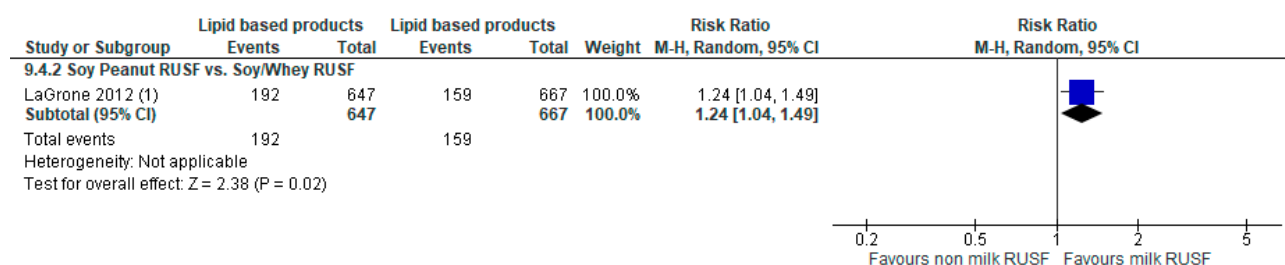 Lipid based products Lipid based products Risk Ratio Risk Ratio
Study or Subgroup Events Total Events Total Weight M-H, Random, 95% CI M-H, Random, 95% CI
9.4.2 Soy Peanut RUSF vs. Soy/Whey RUSF
LaGrone 2012 (1) 192 647 159 667 100.0% 1.24 [1.04, 1.49]
Subtotal (95% CI) 647 667 100.0% 1.24 [1.04, 1.49]
Total events 192 159
Heterogeneity: Not applicable
Test for overall effect: Z = 2.38 (P = 0.02)
0.2 0.5 1 2 5
Favours non milk RUSF Favours milk RUSF